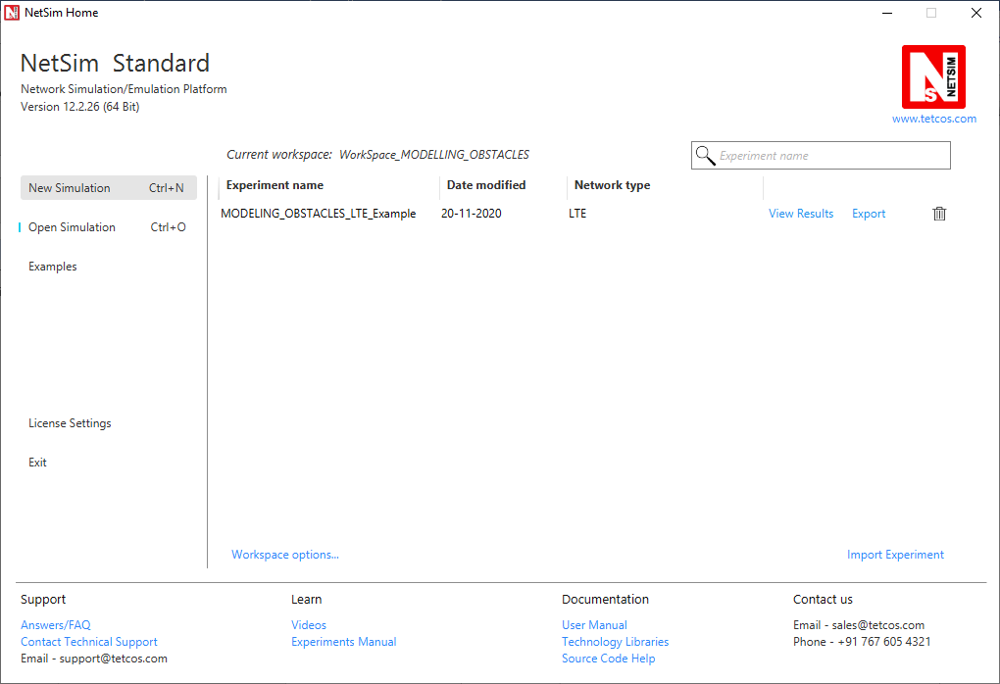 NetSim Home
NetSim Standard
Network Simulation/Emulation Platform
Version 12.2.26 (64 Bit)
NS NETSIM
www.tetcos.com
Current workspace: WorkSpace_MODELLING_OBSTACLES
Experiment name
New Simulation Ctrl+N
Open Simulation Ctrl+O
Examples
License Settings
Exit
Experiment name Date modified Network type
MODELING_OBSTACLES_LTE_Example 20-11-2020 LTE View Results Export
Workspace options... Import Experiment
Support
Answers/FAQ
Contact Technical Support
Email - support@tetcos.com
Learn
Videos
Experiments Manual
Documentation
User Manual
Technology Libraries
Source Code Help
Contact us
Email - sales@tetcos.com
Phone - +91 767 605 4321